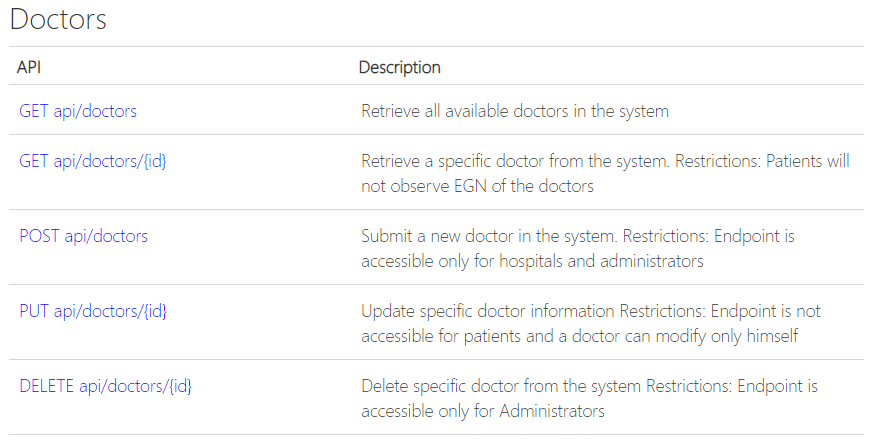 Doctors
API Description
GET api/doctors Retrieve all available doctors in the system
GET api/doctors/{id} Retrieve a specific doctor from the system. Restrictions: Patients will
not observe EGN of the doctors
POST api/doctors Submit a new doctor in the system. Restrictions: Endpoint is
accessible only for hospitals and administrators
PUT api/doctors/{id} Update specific doctor information Restrictions: Endpoint is not
accessible for patients and a doctor can modify only himself
DELETE api/doctors/{id} Delete specific doctor from the system Restrictions: Endpoint is
accessible only for Administrators